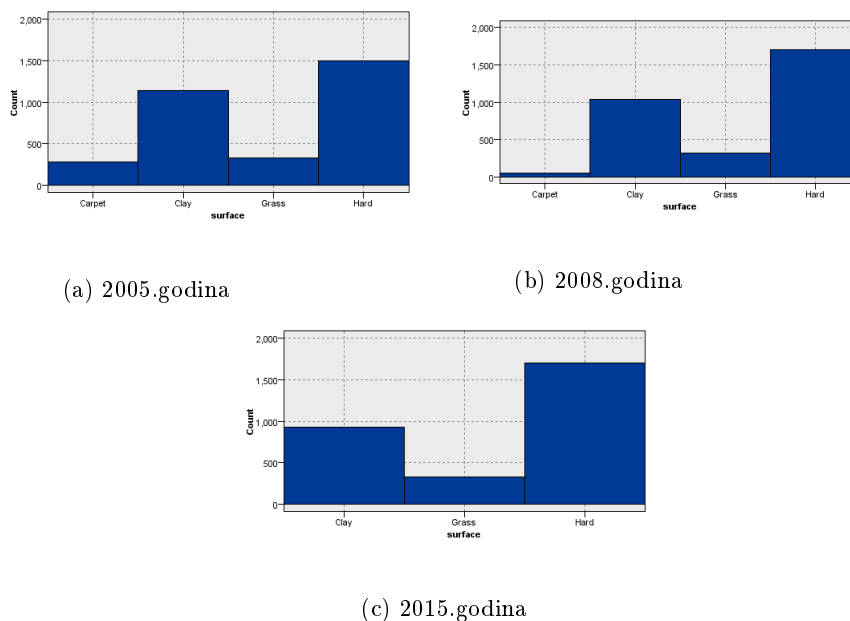 2,000
1,500
1,000
500
0
Count
Carpet Clay Grass Hard
surface
(a) 2005.godina
2,000
1,500
1,000
500
0
Count
Carpet Clay Grass Hard
surface
(b) 2008.godina
2,000
1,500
1,000
500
0
Count
Clay Grass Hard
surface
(c) 2015.godina